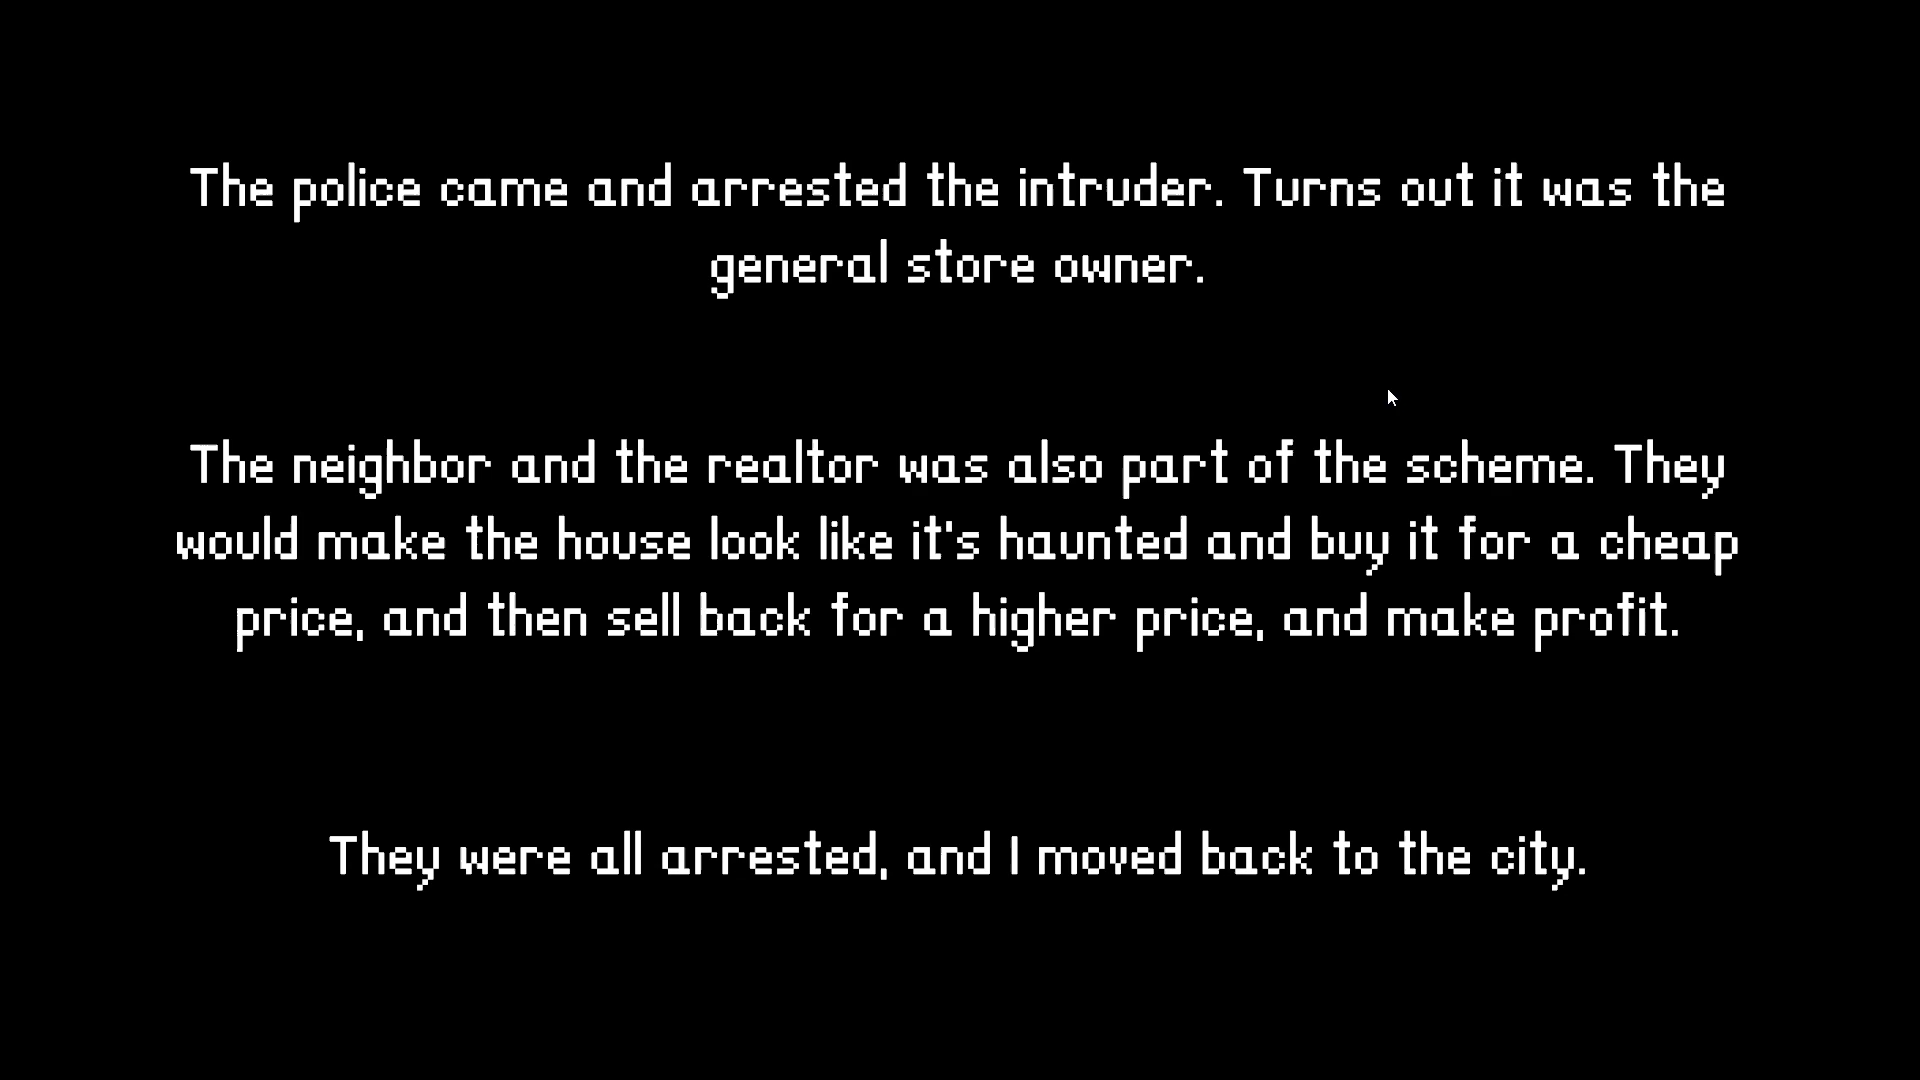 The police came and arrested the intruder. Turns out it was the
general store owner.
The neighbor and the realtor was also part of the scheme. They
would make the house look like it's haunted and buy it for a cheap
price, and then sell back for a higher price, and make profit.
They were all arrested, and I moved back to the city.